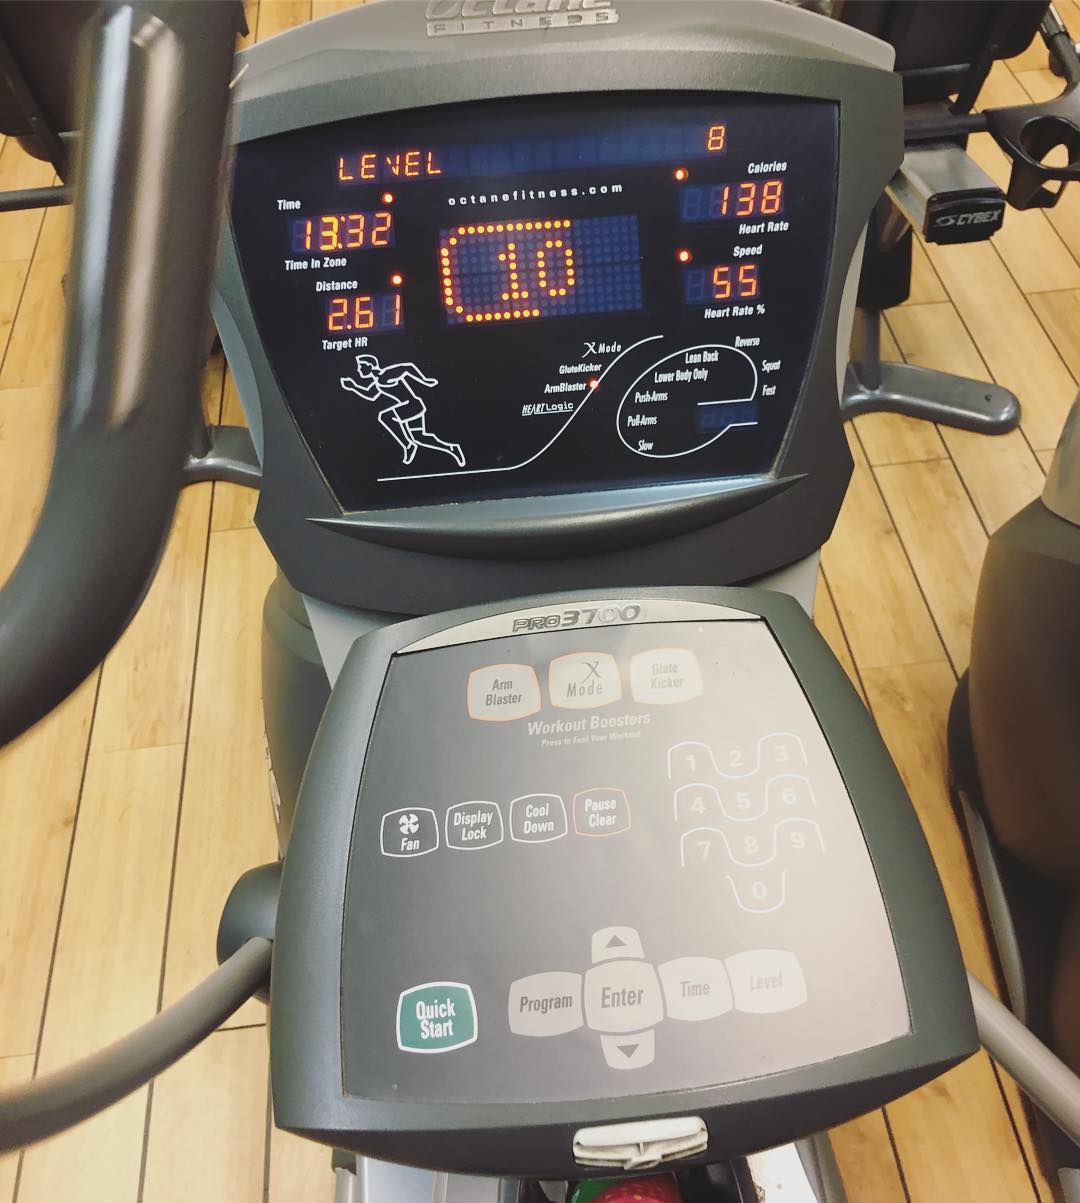 Octane
FITNESS
LEVEL 8
octanefitness.com
Time
13:32
Time In Zone
Distance
2.61
Target HR
10
Calories
138
Heart Rate
Speed
55
Heart Rate %
X Mode
GluteKicker
ArmBlaster
HEARTLogic
Reverse
Lean Back
Squat
Lower Body Only
Fast
Push-Arms
Pull-Arms
Slow
CYBEX
PRO3700
Arm
Blaster
X
Mode
Glute
Kicker
Workout Boosters
Press to Fuel Your Workout
1 2 3
4 5 6
7 8 9
0
Fan
Display
Lock
Cool
Down
Pause
Clear
Quick
Start
Program
Enter
Time
Level